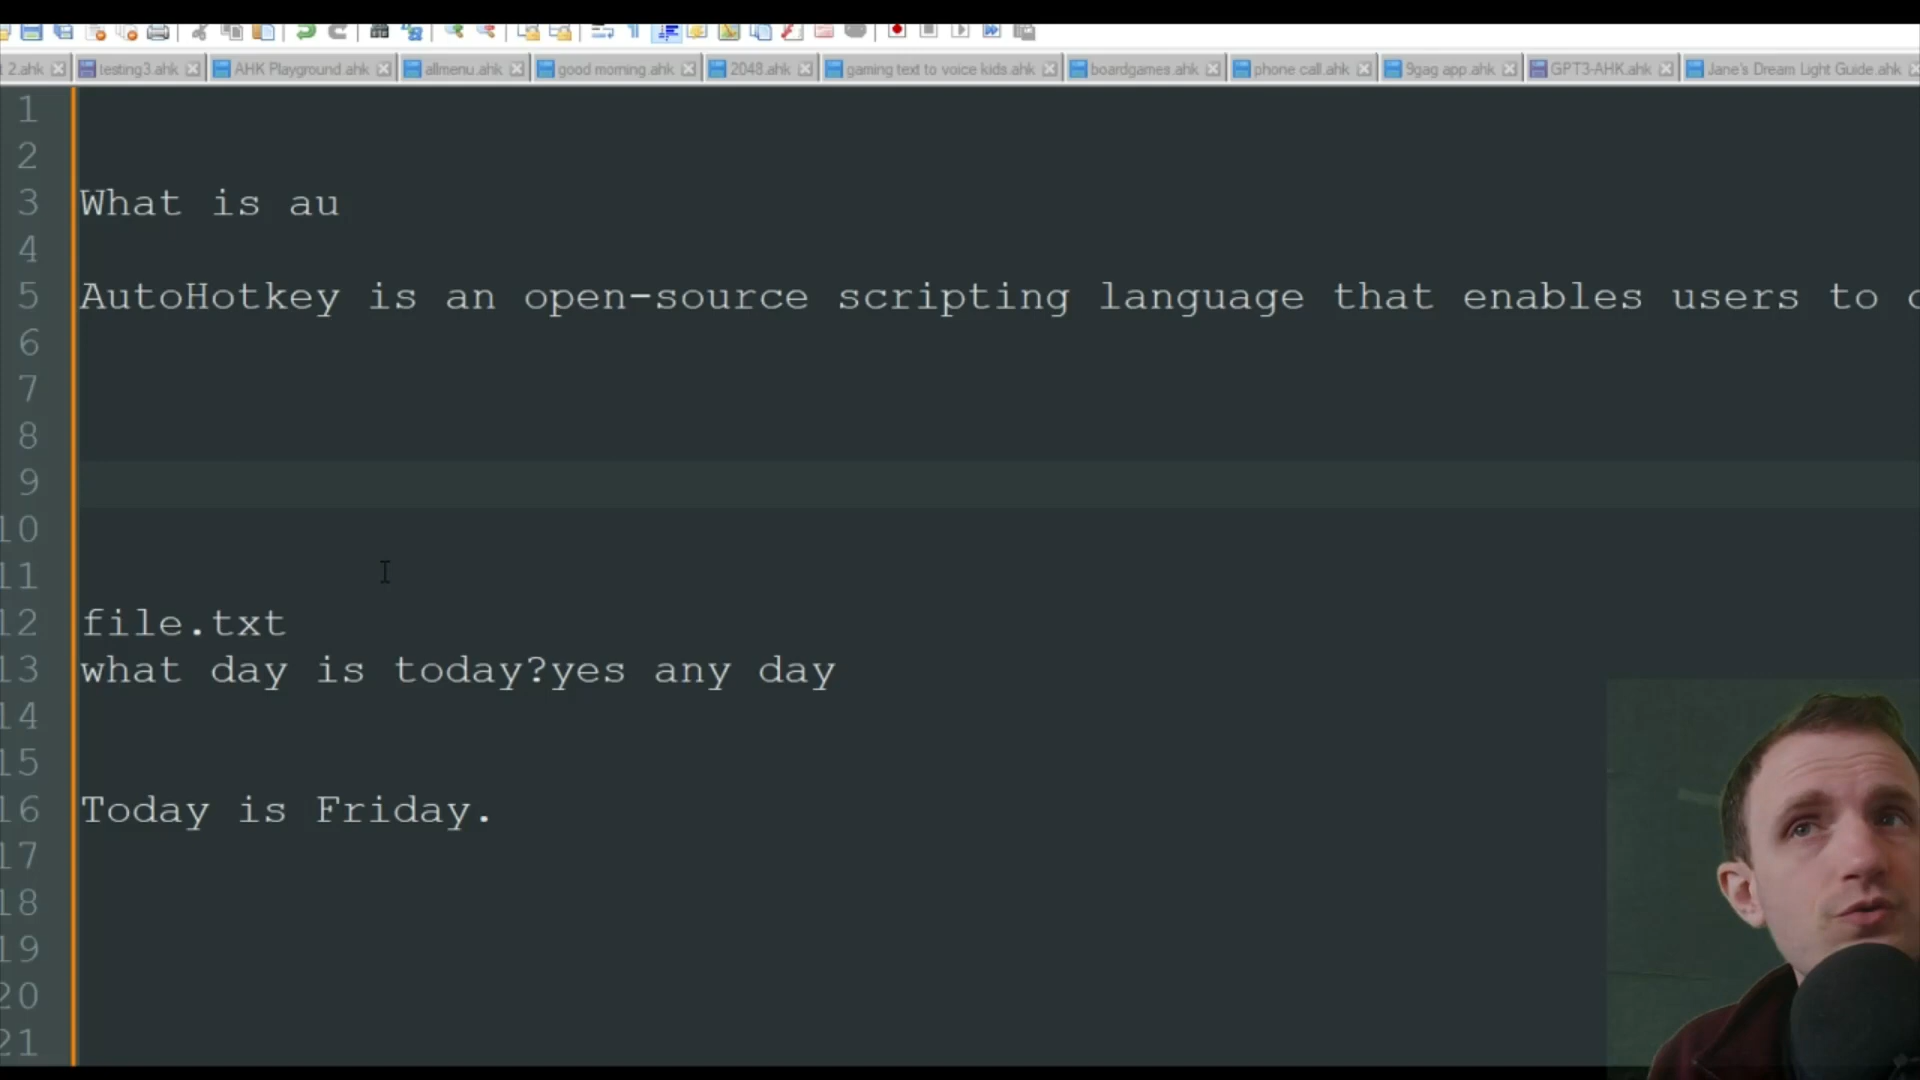 2.ahk testing3.ahk AHK Playground.ahk allmenu.ahk good morning.ahk 2048.ahk gaming text to voice kids.ahk boardgames.ahk phone call.ahk 9gag app.ahk GPT3-AHK.ahk Jane's Dream Light Guide.ahk
1
2
3 What is au
4
5 AutoHotkey is an open-source scripting language that enables users to
6
7
8
9
10
11
12 file.txt
13 what day is today?yes any day
14
15
16 Today is Friday.
17
18
19
20
21